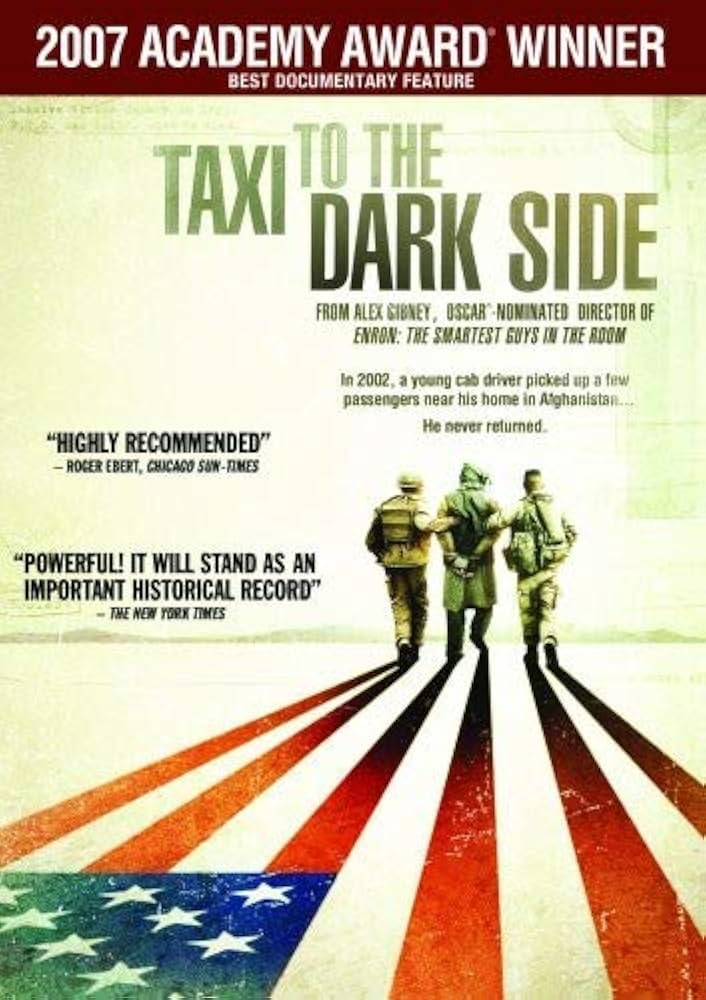 2007 ACADEMY AWARD® WINNER
BEST DOCUMENTARY FEATURE
TAXI TO THE
DARK SIDE
FROM ALEX GIBNEY, OSCAR®-NOMINATED DIRECTOR OF
ENRON: THE SMARTEST GUYS IN THE ROOM
In 2002, a young cab driver picked up a few
passengers near his home in Afghanistan...
He never returned.
“HIGHLY RECOMMENDED”
– ROGER EBERT, CHICAGO SUN-TIMES
“POWERFUL! IT WILL STAND AS AN
IMPORTANT HISTORICAL RECORD”
– THE NEW YORK TIMES